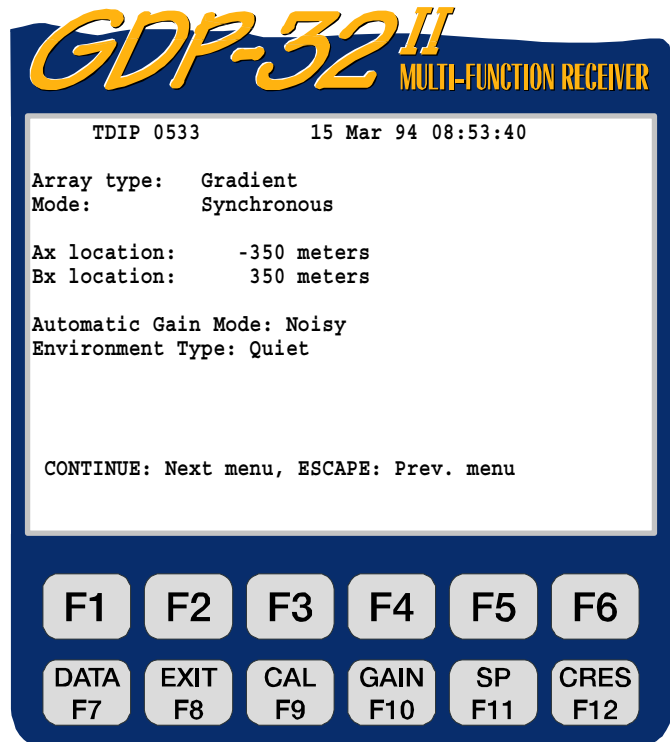 GDP-32 II
MULTI-FUNCTION RECEIVER
TDIP 0533 15 Mar 94 08:53:40
Array type: Gradient
Mode: Synchronous
Ax location: -350 meters
Bx location: 350 meters
Automatic Gain Mode: Noisy
Environment Type: Quiet
CONTINUE: Next menu, ESCAPE: Prev. menu
F1 F2 F3 F4 F5 F6
DATA EXIT CAL GAIN SP CRES
F7 F8 F9 F10 F11 F12